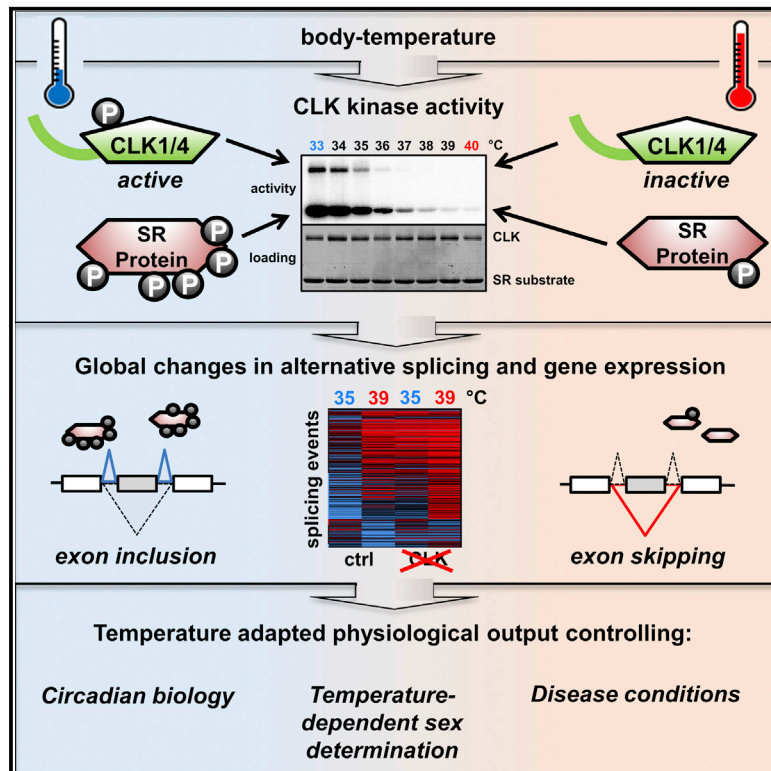 body-temperature
CLK kinase activity
P
CLK1/4
active
33 34 35 36 37 38 39 40 °C
activity
loading
CLK
SR substrate
CLK1/4
inactive
SR
Protein
P
P
P
P
P
SR
Protein
P
Global changes in alternative splicing and gene expression
35 39 35 39 °C
splicing events
ctrl CLK
exon inclusion
exon skipping
Temperature adapted physiological output controlling:
Circadian biology
Temperature-
dependent sex
determination
Disease conditions